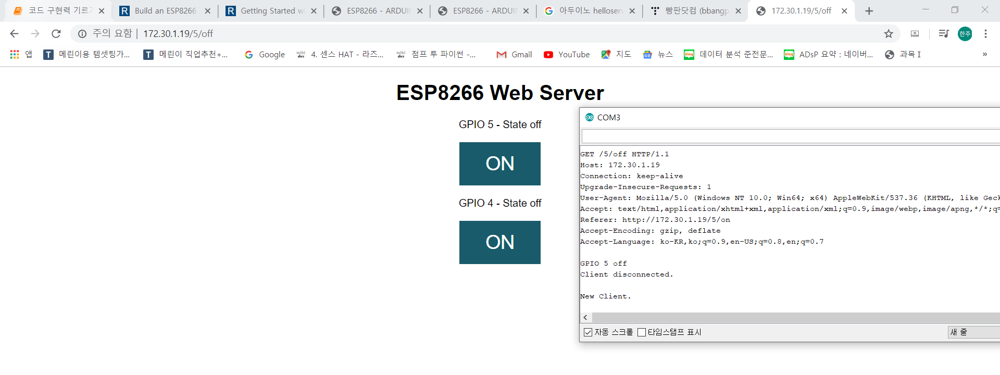 코드 구현력 기르기
Build an ESP8266
Getting Started wi
ESP8266 - ARDUIN
ESP8266 - ARDUIN
아두이노 helloserv
빵판닷컴 (bbangp
172.30.1.19/5/off
주의 요함 | 172.30.1.19/5/off
한주
앱
메린이용 템셋팅가...
메린이 직업추천+...
Google
4. 센스 HAT - 라즈...
점프 투 파이썬 -...
Gmail
YouTube
지도
뉴스
데이터 분석 준전문...
ADsP 요약 : 네이버...
과목 I
»
ESP8266 Web Server
GPIO 5 - State off
ON
GPIO 4 - State off
ON
COM3
GET /5/off HTTP/1.1
Host: 172.30.1.19
Connection: keep-alive
Upgrade-Insecure-Requests: 1
User-Agent: Mozilla/5.0 (Windows NT 10.0; Win64; x64) AppleWebKit/537.36 (KHTML, like Geck
Accept: text/html,application/xhtml+xml,application/xml;q=0.9,image/webp,image/apng,*/*;q=
Referer: http://172.30.1.19/5/on
Accept-Encoding: gzip, deflate
Accept-Language: ko-KR,ko;q=0.9,en-US;q=0.8,en;q=0.7
GPIO 5 off
Client disconnected.
New Client.
자동 스크롤
타임스탬프 표시
새 줄